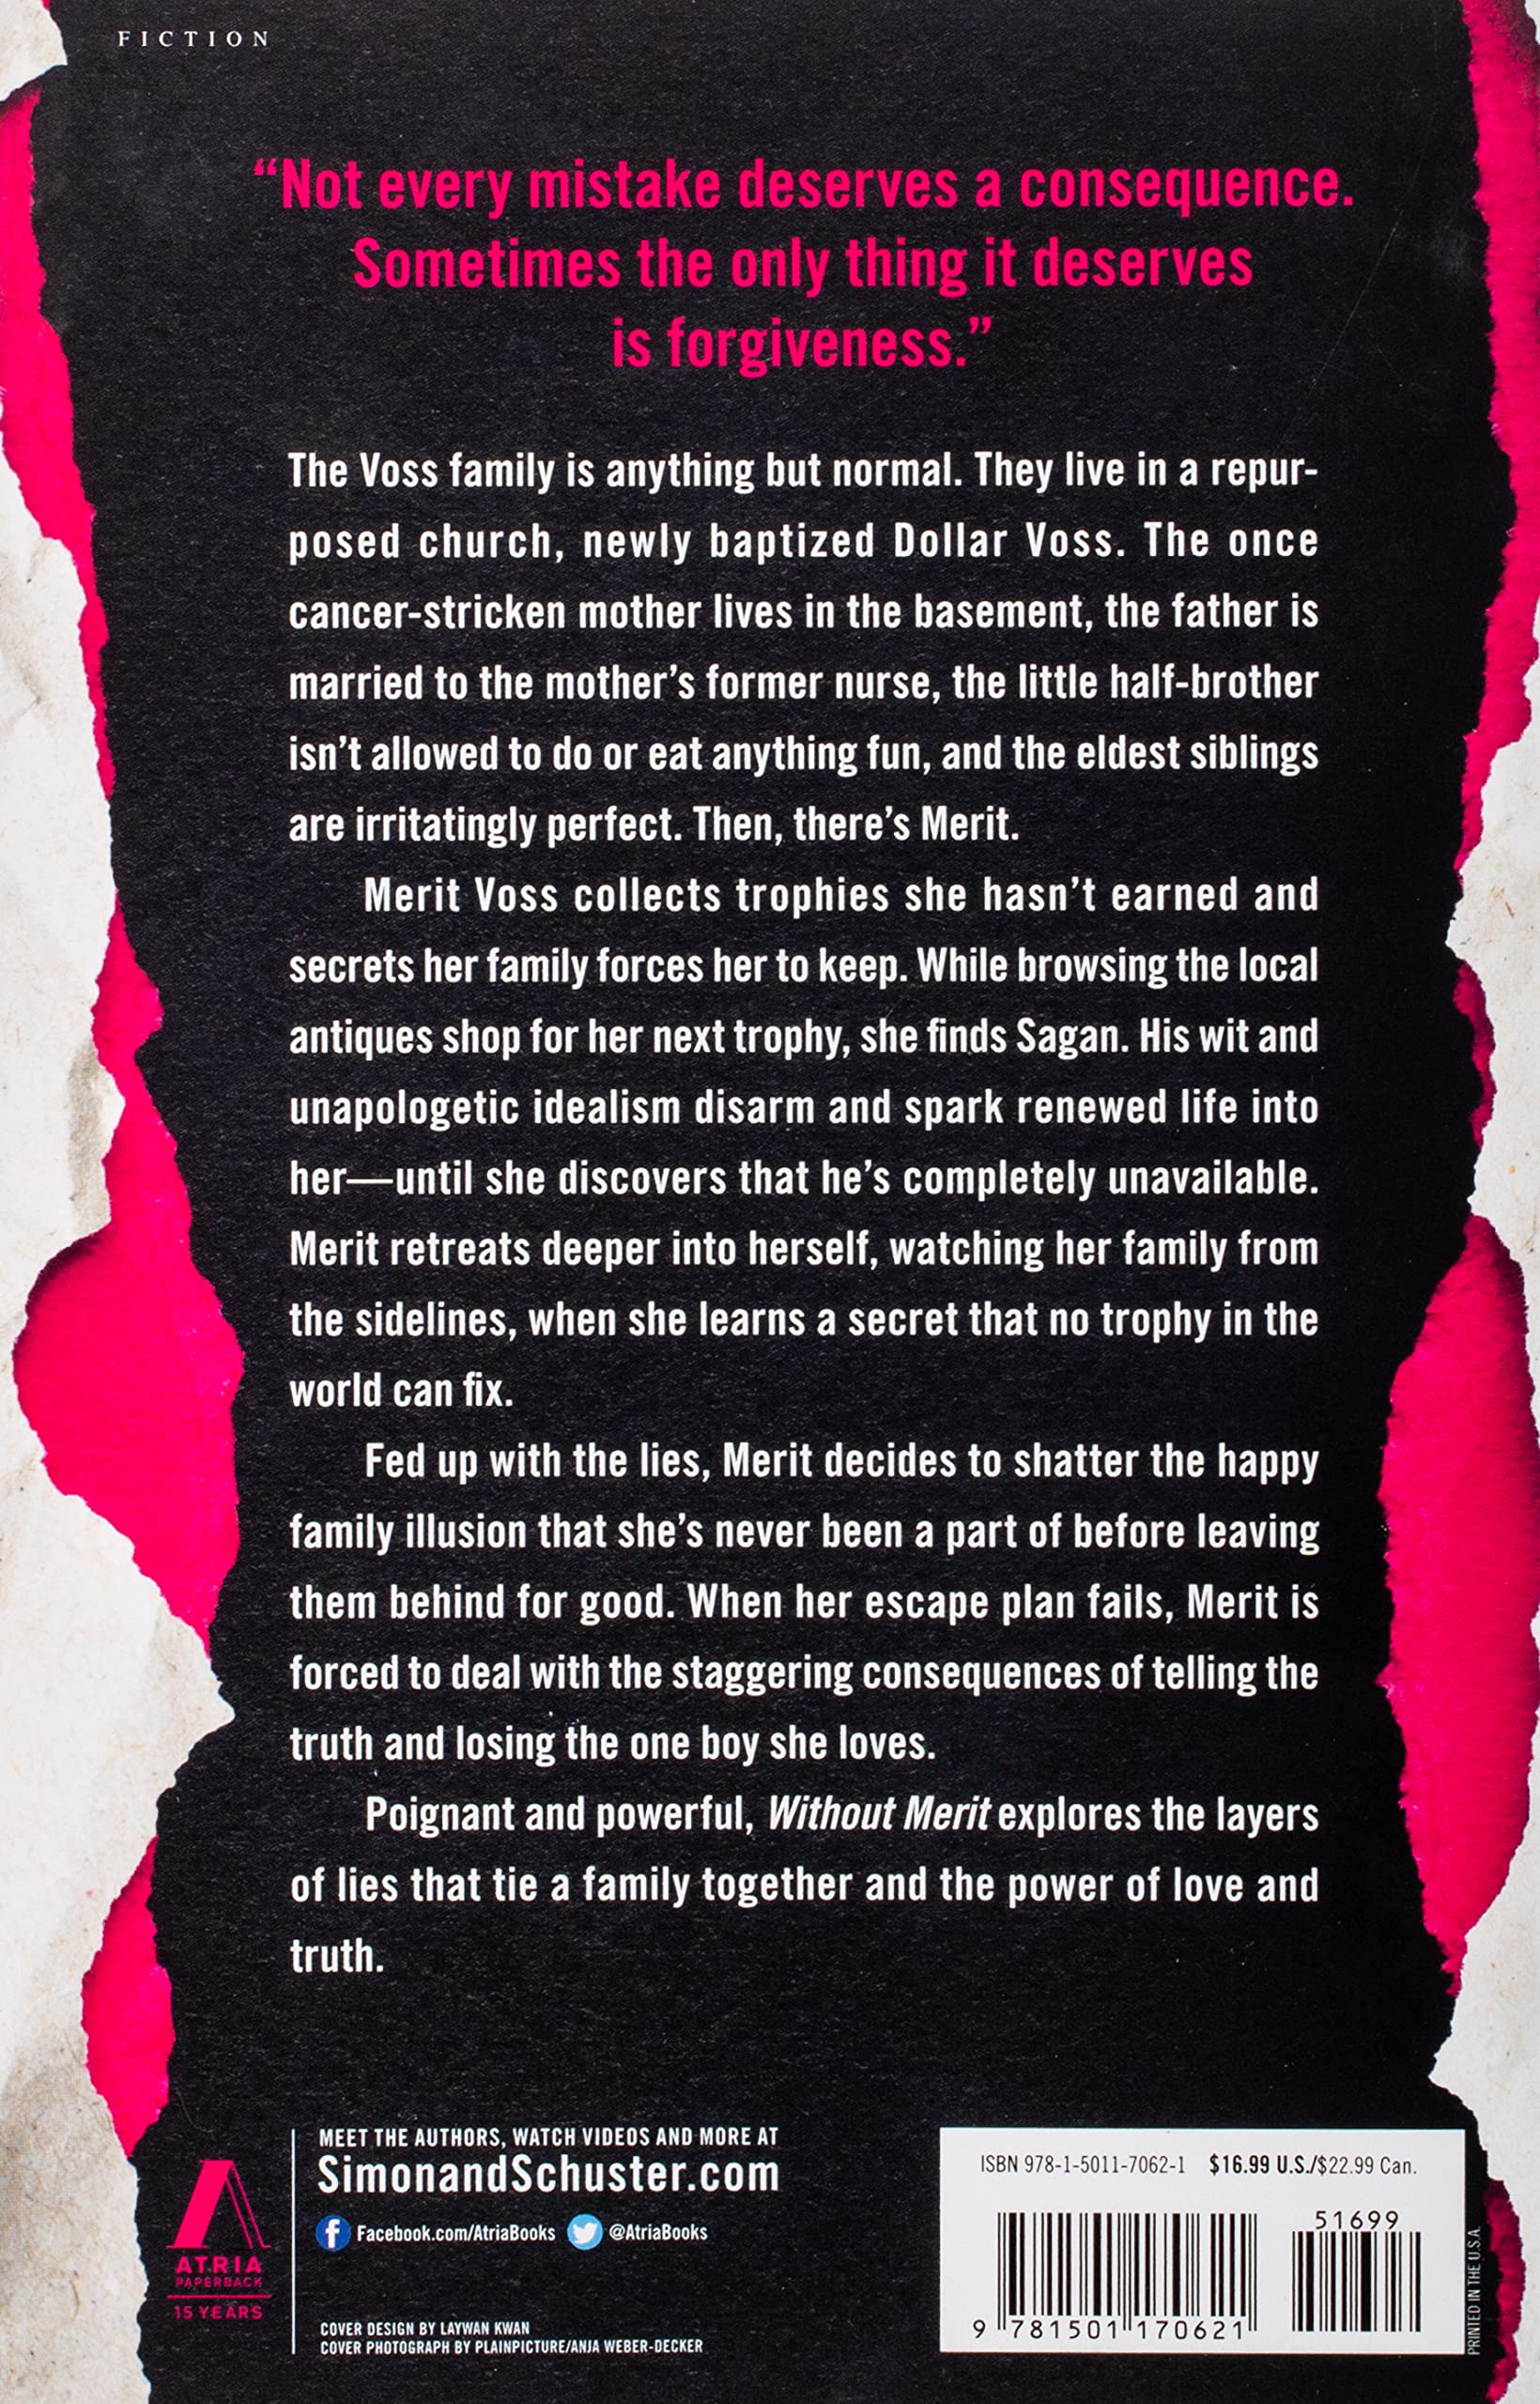 FICTION
“Not every mistake deserves a consequence.
Sometimes the only thing it deserves
is forgiveness.”
The Voss family is anything but normal. They live in a repur-
posed church, newly baptized Dollar Voss. The once
cancer-stricken mother lives in the basement, the father is
married to the mother’s former nurse, the little half-brother
isn’t allowed to do or eat anything fun, and the eldest siblings
are irritatingly perfect. Then, there’s Merit.
Merit Voss collects trophies she hasn’t earned and
secrets her family forces her to keep. While browsing the local
antiques shop for her next trophy, she finds Sagan. His wit and
unapologetic idealism disarm and spark renewed life into
her—until she discovers that he’s completely unavailable.
Merit retreats deeper into herself, watching her family from
the sidelines, when she learns a secret that no trophy in the
world can fix.
Fed up with the lies, Merit decides to shatter the happy
family illusion that she’s never been a part of before leaving
them behind for good. When her escape plan fails, Merit is
forced to deal with the staggering consequences of telling the
truth and losing the one boy she loves.
Poignant and powerful, Without Merit explores the layers
of lies that tie a family together and the power of love and
truth.
ATRIA
PAPERBACK
15 YEARS
MEET THE AUTHORS, WATCH VIDEOS AND MORE AT
SimonandSchuster.com
Facebook.com/AtriaBooks @AtriaBooks
COVER DESIGN BY LAYWAN KWAN
COVER PHOTOGRAPH BY PLAINPICTURE/ANJA WEBER-DECKER
ISBN 978-1-5011-7062-1 $16.99 U.S./$22.99 Can.
51699
9 781501 170621
PRINTED IN THE U.S.A.